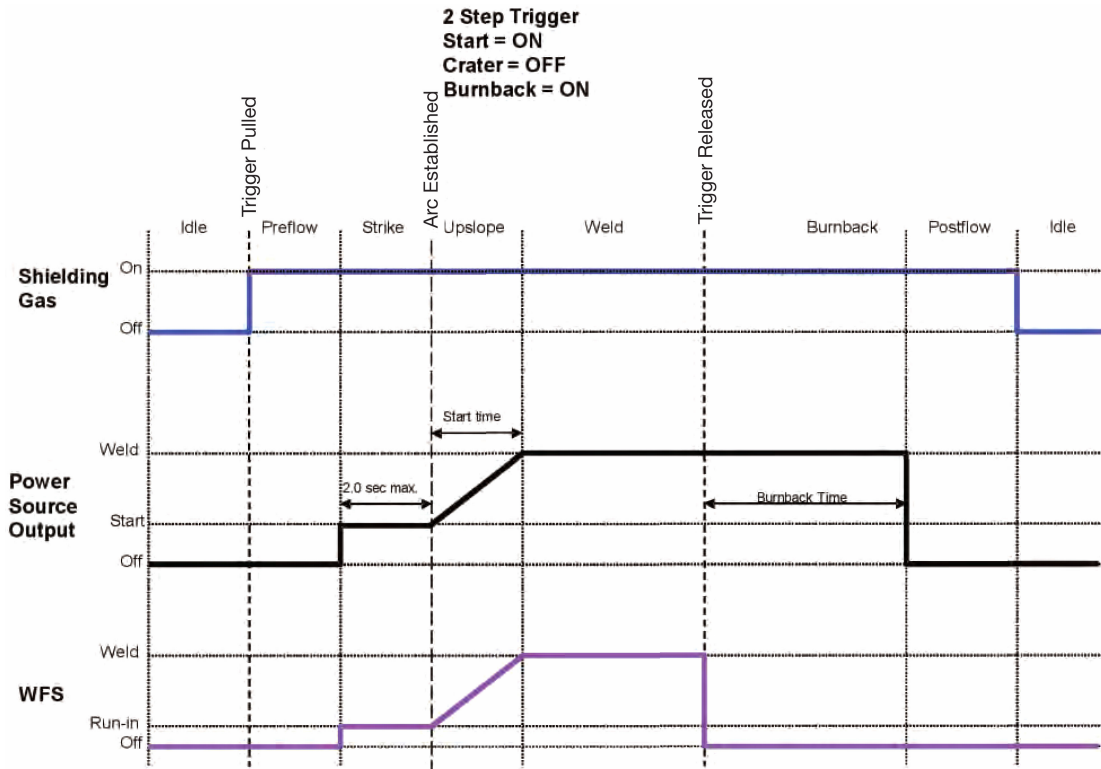 2 Step Trigger
Start = ON
Crater = OFF
Burnback = ON
Trigger Pulled
Arc Established
Trigger Released
Idle
Preflow
Strike
Upslope
Weld
Burnback
Postflow
Idle
Shielding
Gas
On
Off
Power
Source
Output
Weld
Start
Off
Start time
2.0 sec max.
Burnback Time
WFS
Weld
Run-in
Off